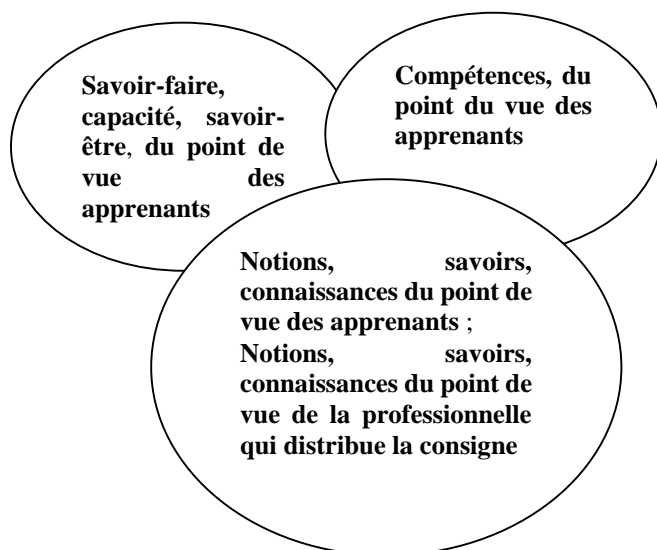 Savoir-faire,
capacité, savoir-
être, du point de
vue des
apprenants
Compétences, du
point du vue des
apprenants
Notions, savoirs,
connaissances du point de
vue des apprenants ;
Notions, savoirs,
connaissances du point de
vue de la professionnelle
qui distribue la consigne